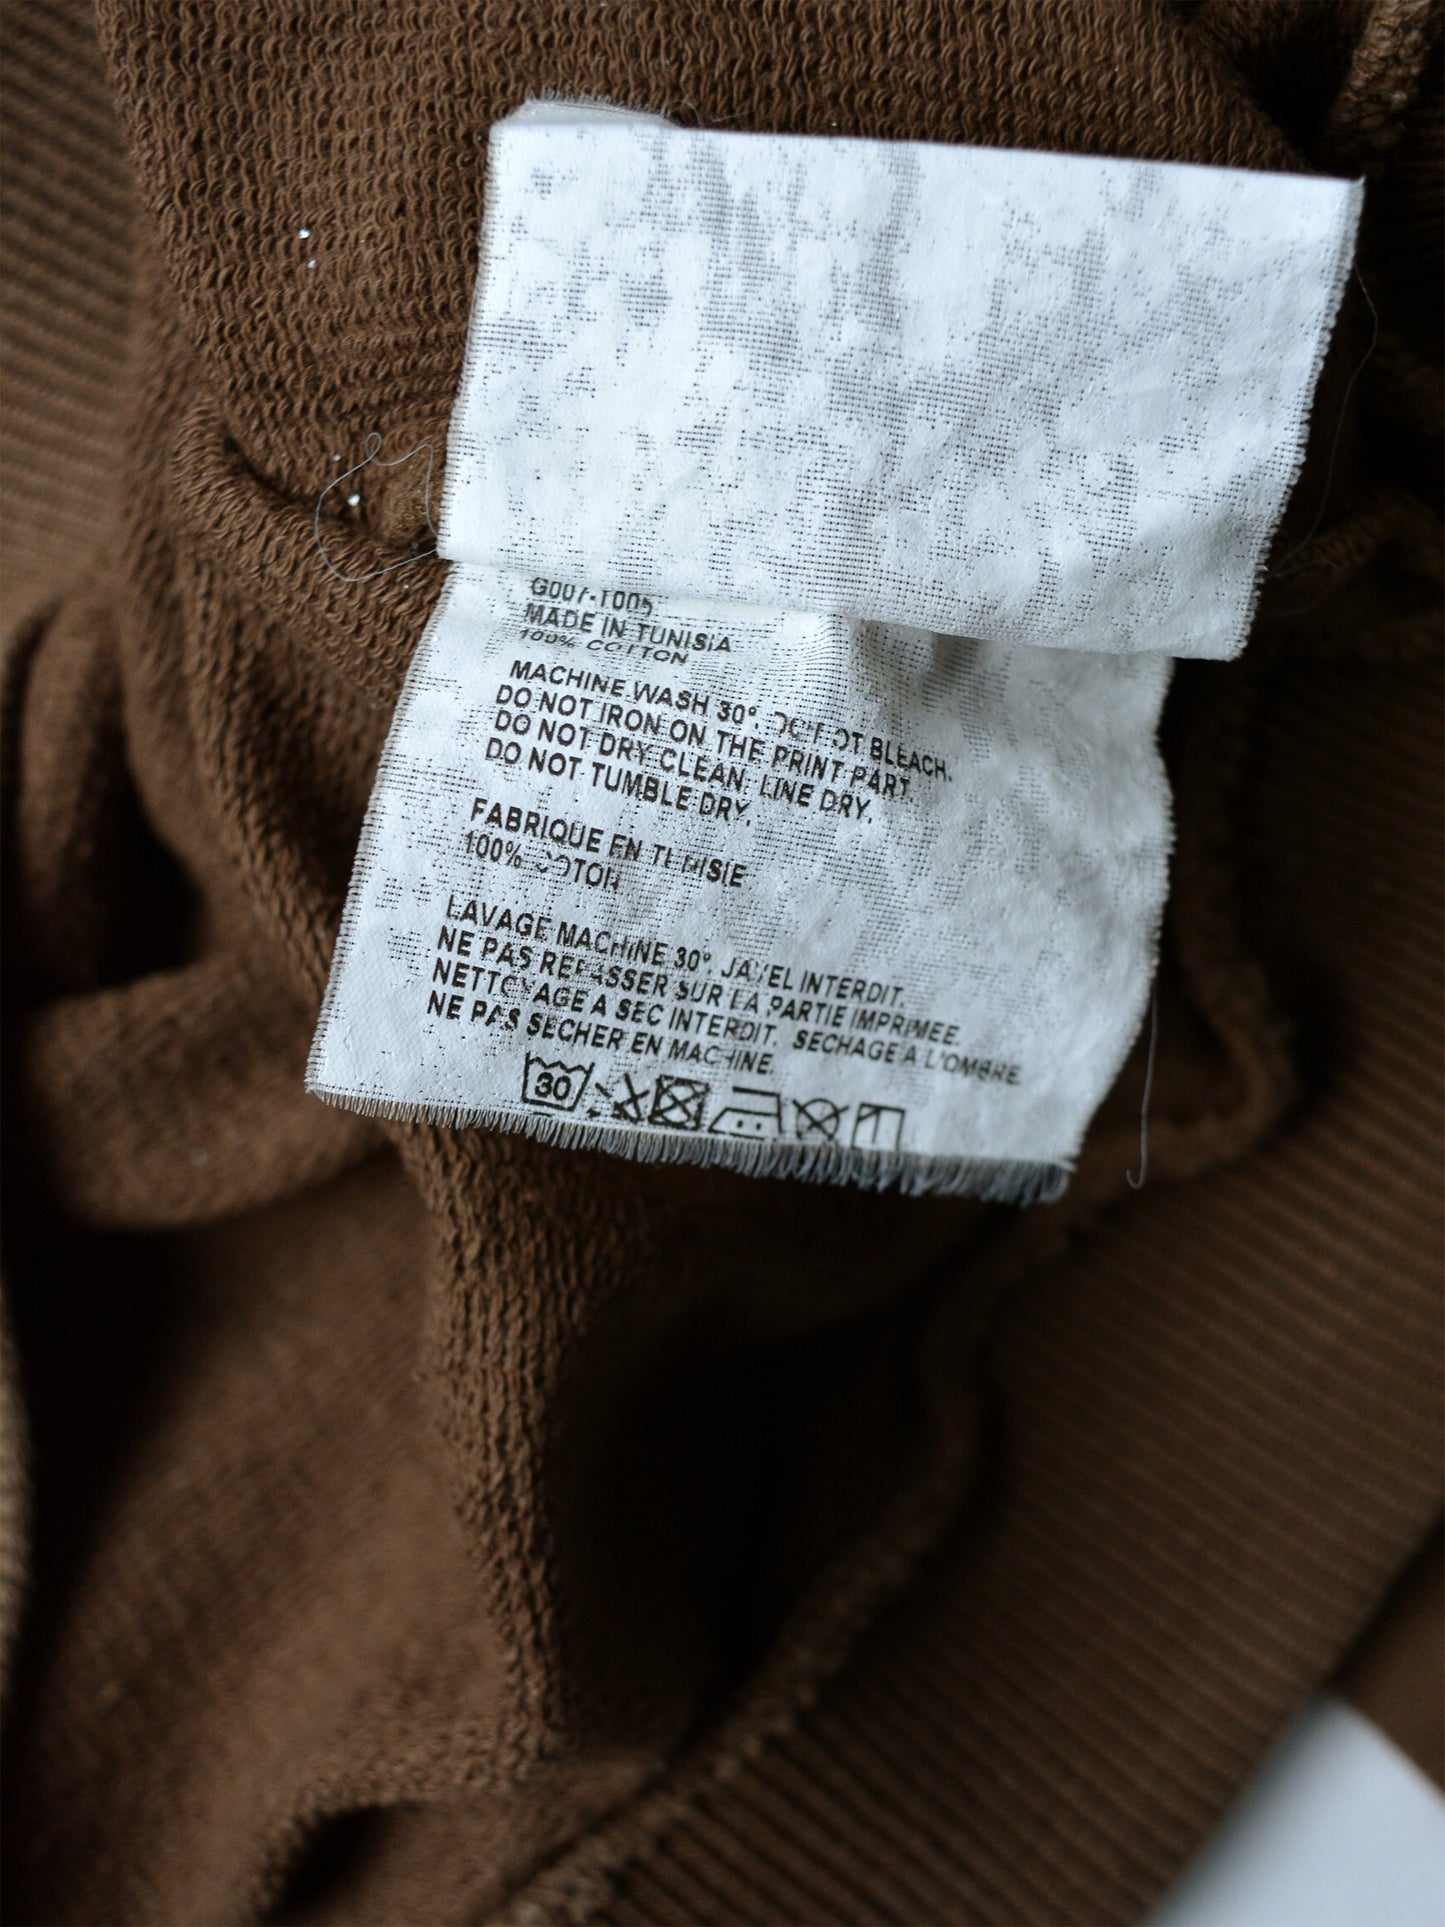 G007-1005
MADE IN TUNISIA
100% COTTON
MACHINE WASH 30°. DO NOT BLEACH.
DO NOT IRON ON THE PRINT PART.
DO NOT DRY CLEAN. LINE DRY.
DO NOT TUMBLE DRY.
FABRIQUE EN TUNISIE
100% COTON
LAVAGE MACHINE 30°. JAVEL INTERDIT.
NE PAS REPASSER SUR LA PARTIE IMPRIMEE.
NETTOYAGE A SEC INTERDIT. SECHAGE A L'OMBRE.
NE PAS SECHER EN MACHINE.
30